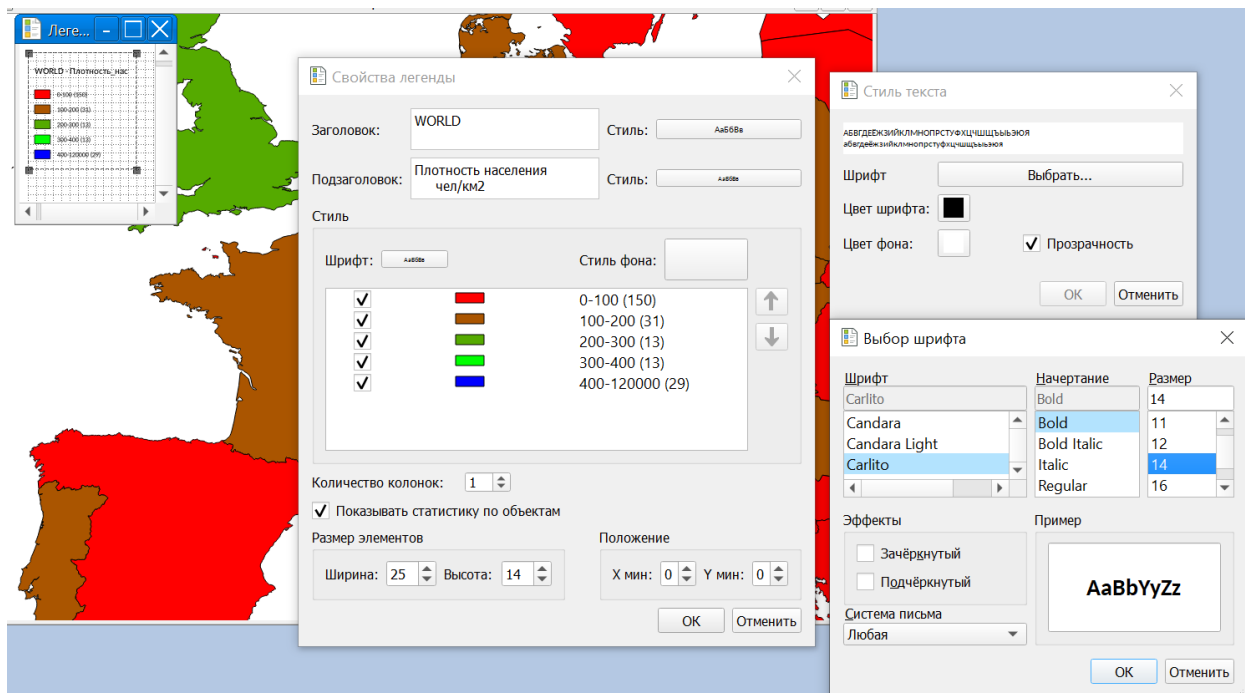 Леге...
WORLD - Плотность_нас
0-100 (150)
100-200 (31)
200-300 (13)
300-400 (13)
400-120000 (29)
Свойства легенды
Заголовок:
WORLD
Стиль:
АаБбВв
Подзаголовок:
Плотность населения
чел/км2
Стиль:
АаБбВв
Стиль
Шрифт:
АаБбВв
Стиль фона:
0-100 (150)
100-200 (31)
200-300 (13)
300-400 (13)
400-120000 (29)
Количество колонок: 1
Показывать статистику по объектам
Размер элементов
Ширина: 25 Высота: 14
Положение
X мин: 0 Y мин: 0
ОК Отменить
Стиль текста
АБВГДЕЁЖЗИЙКЛМНОПРСТУФХЦЧШЩЪЫЬЭЮЯ
абвгдеёжзийклмнопрстуфхцчшщъыьэюя
Шрифт
Выбрать...
Цвет шрифта:
Цвет фона:
Прозрачность
ОК Отменить
Выбор шрифта
Шрифт
Carlito
Candara
Candara Light
Carlito
Начертание
Bold
Bold
Bold Italic
Italic
Regular
Размер
14
11
12
14
16
Эффекты
Зачёркнутый
Подчёркнутый
Система письма
Любая
Пример
AaBbYyZz
ОК Отменить